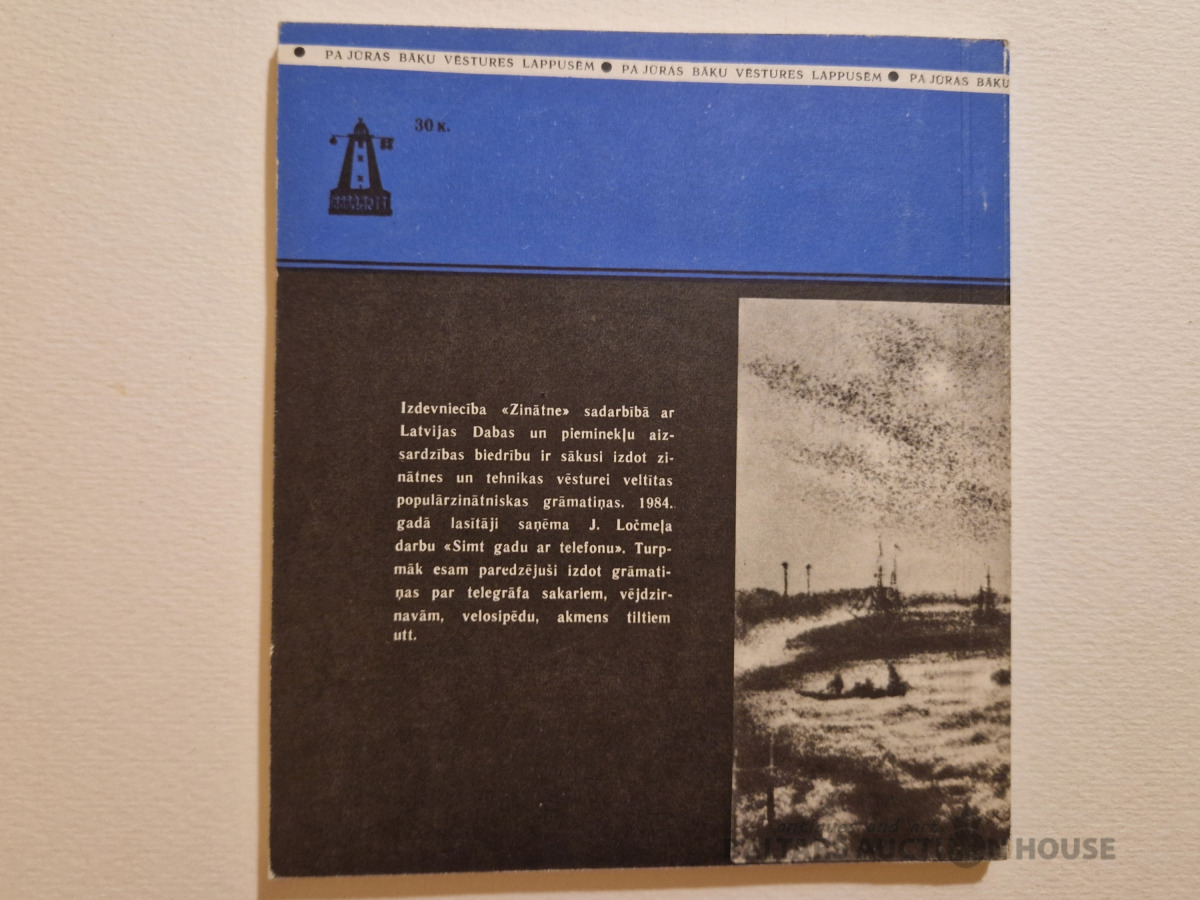 PA JŪRAS BĀKU VĒSTURES LAPPUSĒM ● PA JŪRAS BĀKU VĒSTURES LAPPUSĒM ● PA JŪRAS BĀKU
30 к.
Izdevniecība «Zinātne» sadarbībā ar
Latvijas Dabas un pieminekļu aiz-
sardzības biedrību ir sākusi izdot zi-
nātnes un tehnikas vēsturei veltītas
populārzinātniskas grāmatiņas. 1984.
gadā lasītāji saņēma J. Ločmeļa
darbu «Simt gadu ar telefonu». Turp-
māk esam paredzējuši izdot grāmati-
ņas par telegrāfa sakariem, vējdzir-
navām, velosipēdu, akmens tiltiem
utt.
antiques and art
AUCTION HOUSE